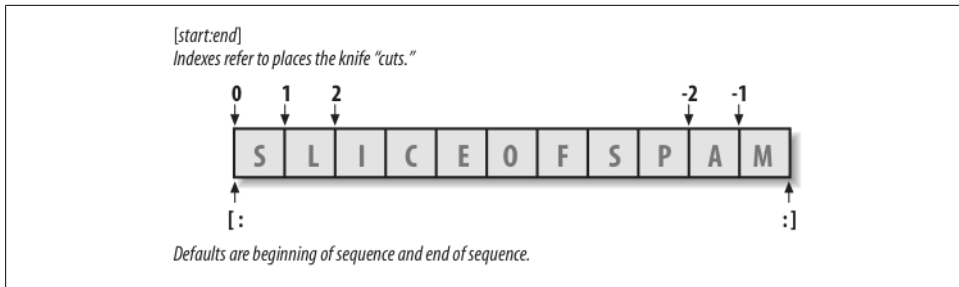 [start:end]
Indexes refer to places the knife “cuts.”
0 1 2 -2 -1
S L I C E O F S P A M
[: :]
Defaults are beginning of sequence and end of sequence.